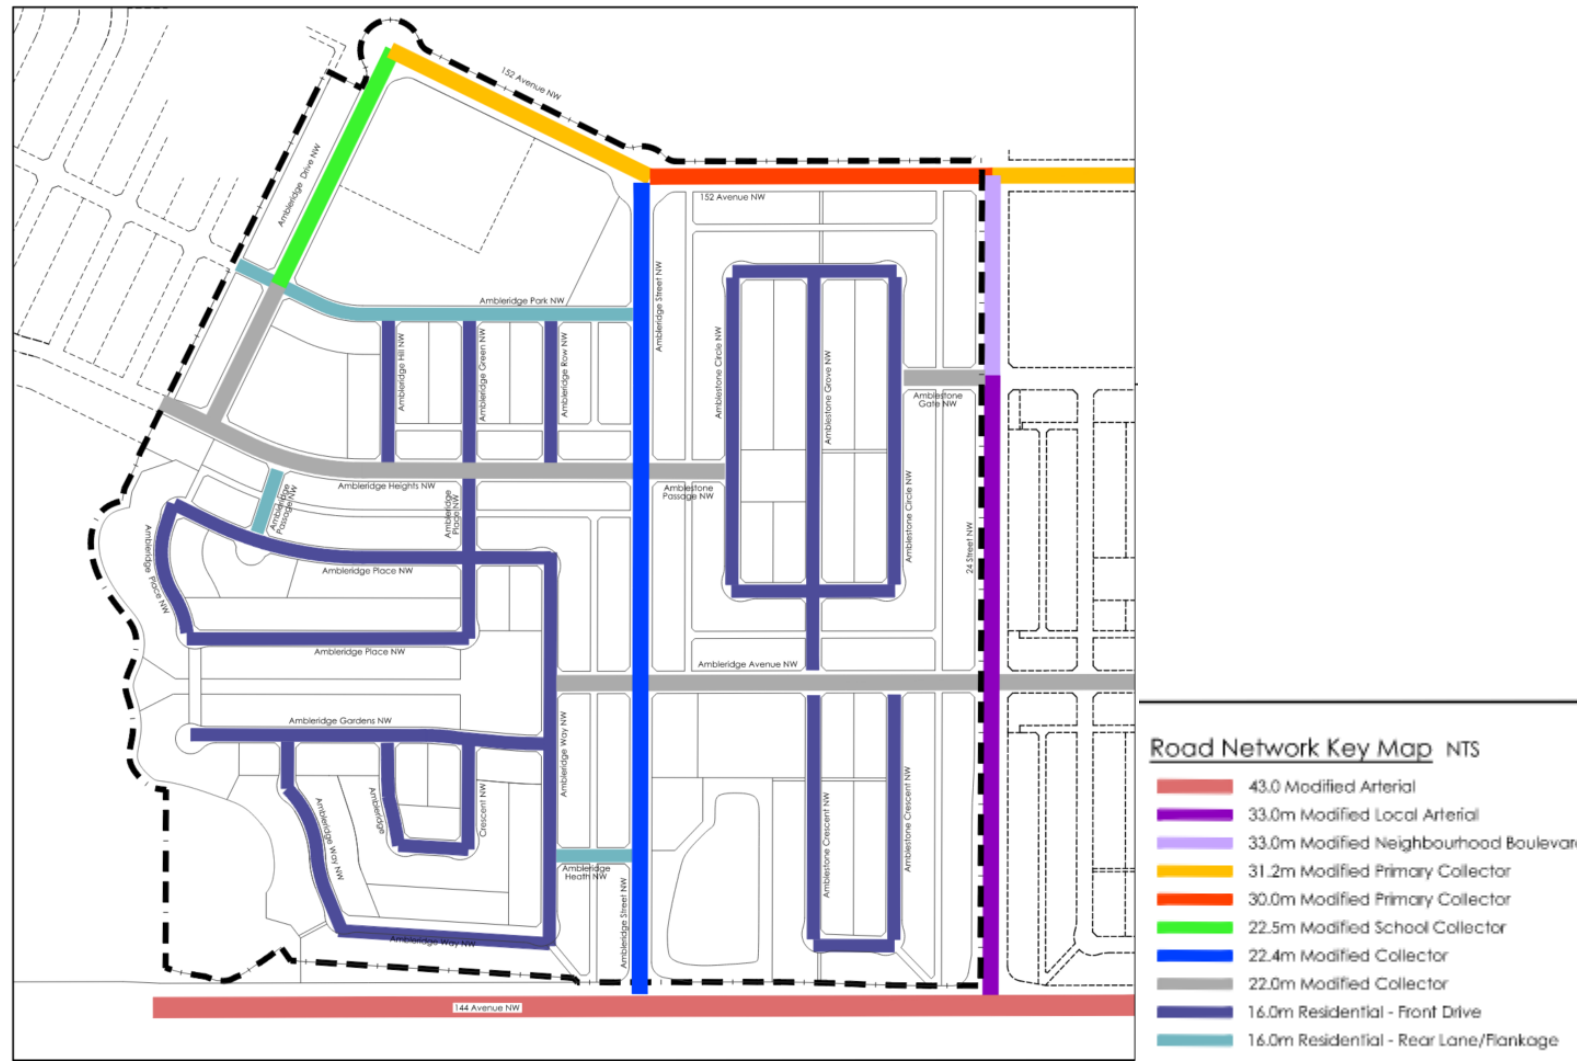 152 Avenue NW
Ambleridge Drive NW
152 Avenue NW
Ambleridge Street NW
Ambleridge Park NW
Ambleridge Hill NW
Ambleridge Green NW
Ambleridge Row NW
Amblestone Circle NW
Amblestone Grove NW
Amblestone
Gate NW
Ambleridge Heights NW
Amblestone
Passage NW
Ambleridge
Passage NW
Ambleridge
Place NW
Amblestone Circle NW
24 Street NW
Ambleridge Place NW
Ambleridge Place NW
Ambleridge Place NW
Ambleridge Avenue NW
Ambleridge Gardens NW
Ambleridge Way NW
Ambleridge Way NW
Ambleridge
Crescent NW
Amblestone Crescent NW
Amblestone Crescent NW
Ambleridge
Heath NW
Ambleridge Street NW
Ambleridge Way NW
144 Avenue NW
Road Network Key Map NTS
43.0 Modified Arterial
33.0m Modified Local Arterial
33.0m Modified Neighbourhood Boulevar
31.2m Modified Primary Collector
30.0m Modified Primary Collector
22.5m Modified School Collector
22.4m Modified Collector
22.0m Modified Collector
16.0m Residential - Front Drive
16.0m Residential - Rear Lane/Flankage